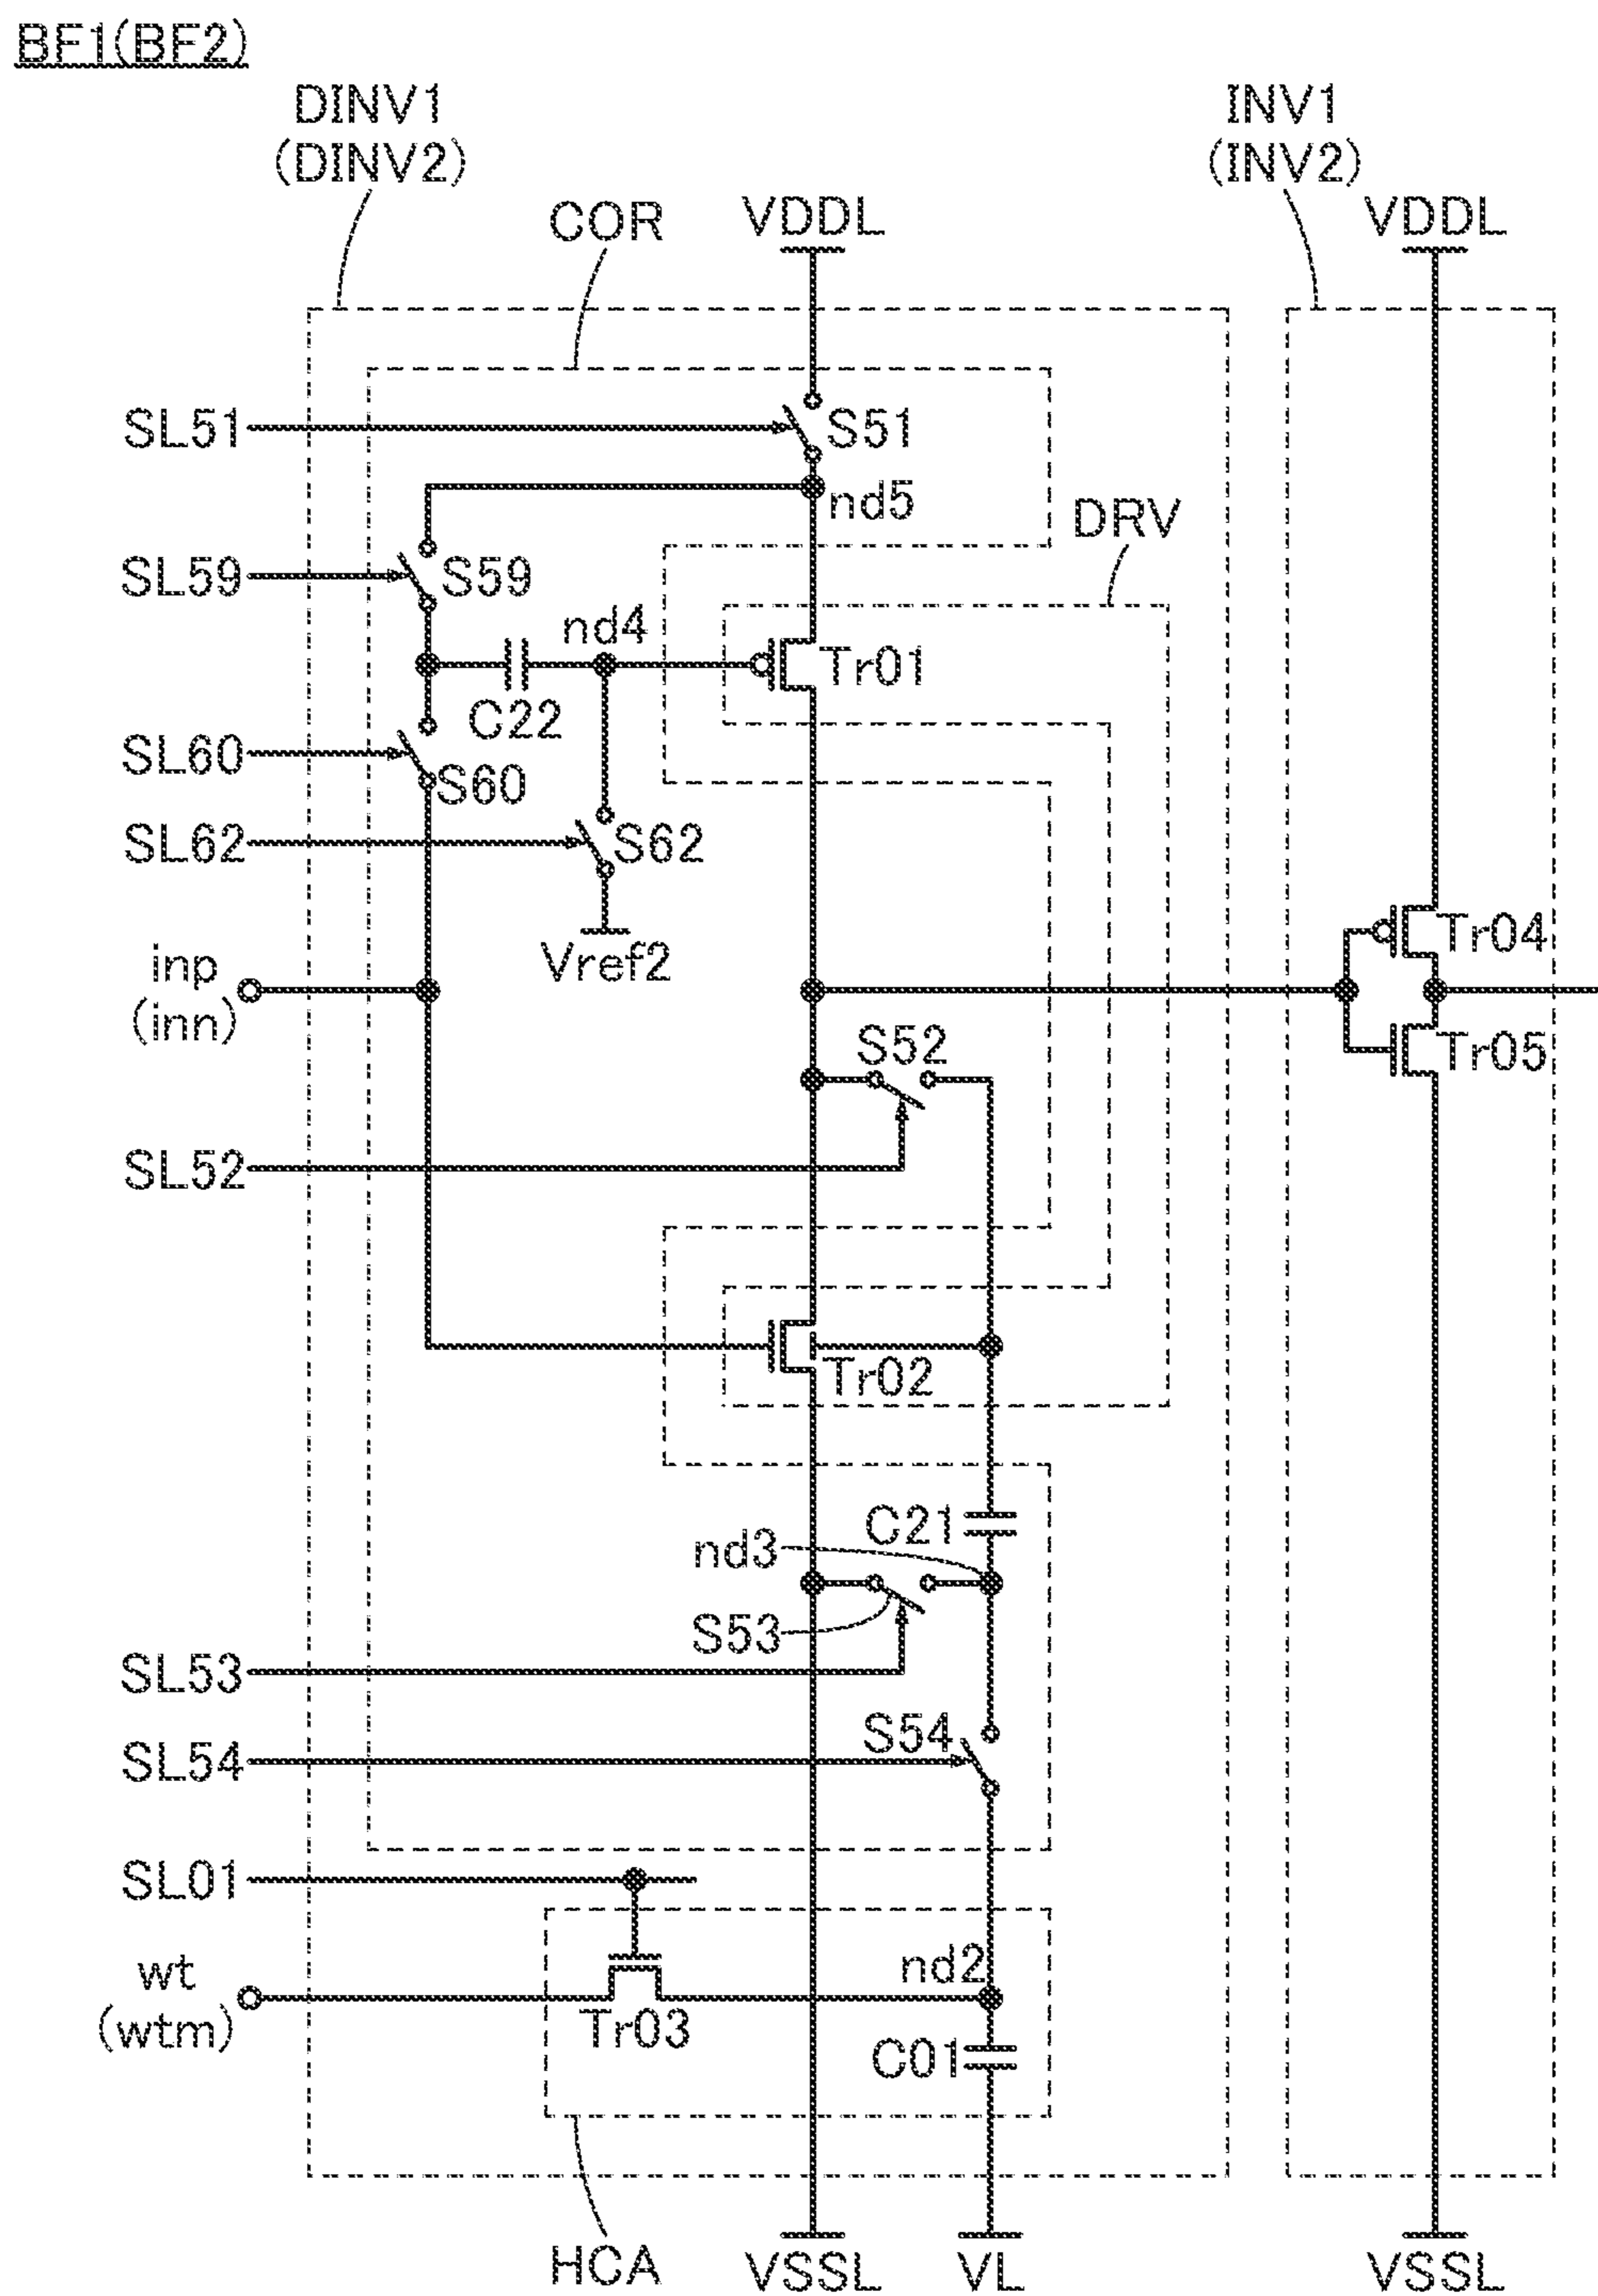 BF1(BF2)
DINV1
(DINV2)
INV1
(INV2)
COR
VDDL
VDDL
SL51
S51
nd5
DRV
SL59
S59
nd4
Tr01
C22
SL60
S60
SL62
S62
Vref2
Tr04
inp
(inn)
S52
Tr05
SL52
Tr02
C21
nd3
S53
SL53
S54
SL54
SL01
wt
(wtm)
nd2
Tr03
C01
HCA
VSSL
VL
VSSL